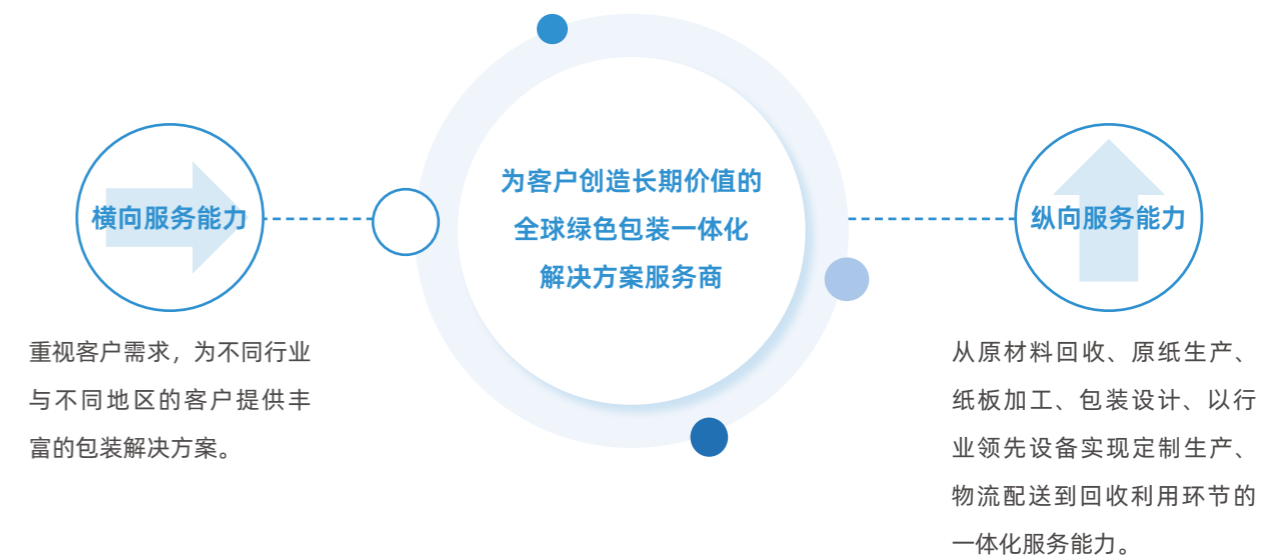 为客户创造长期价值的
全球绿色包装一体化
解决方案服务商
横向服务能力
重视客户需求，为不同行业
与不同地区的客户提供丰
富的包装解决方案。
纵向服务能力
从原材料回收、原纸生产、
纸板加工、包装设计、以行
业领先设备实现定制生产、
物流配送到回收利用环节的
一体化服务能力。